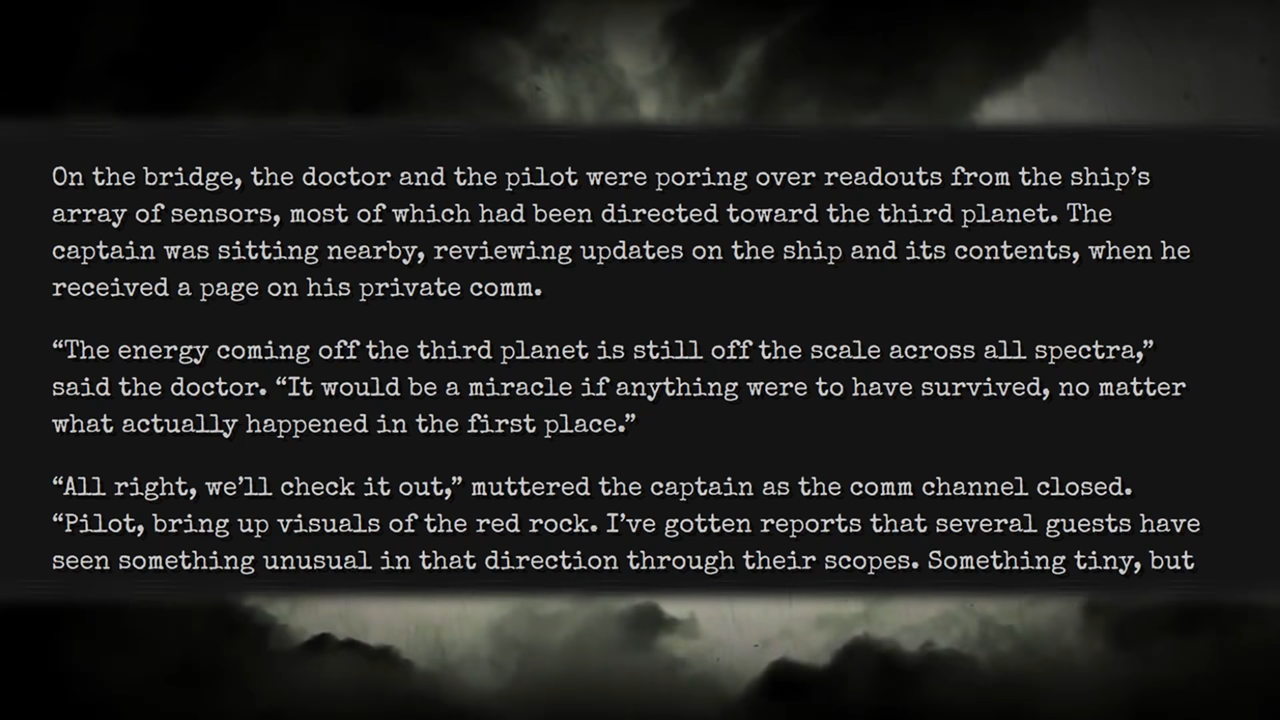 On the bridge, the doctor and the pilot were poring over readouts from the ship’s
array of sensors, most of which had been directed toward the third planet. The
captain was sitting nearby, reviewing updates on the ship and its contents, when he
received a page on his private comm.
“The energy coming off the third planet is still off the scale across all spectra,”
said the doctor. “It would be a miracle if anything were to have survived, no matter
what actually happened in the first place.”
“All right, we’ll check it out,” muttered the captain as the comm channel closed.
“Pilot, bring up visuals of the red rock. I’ve gotten reports that several guests have
seen something unusual in that direction through their scopes. Something tiny, but